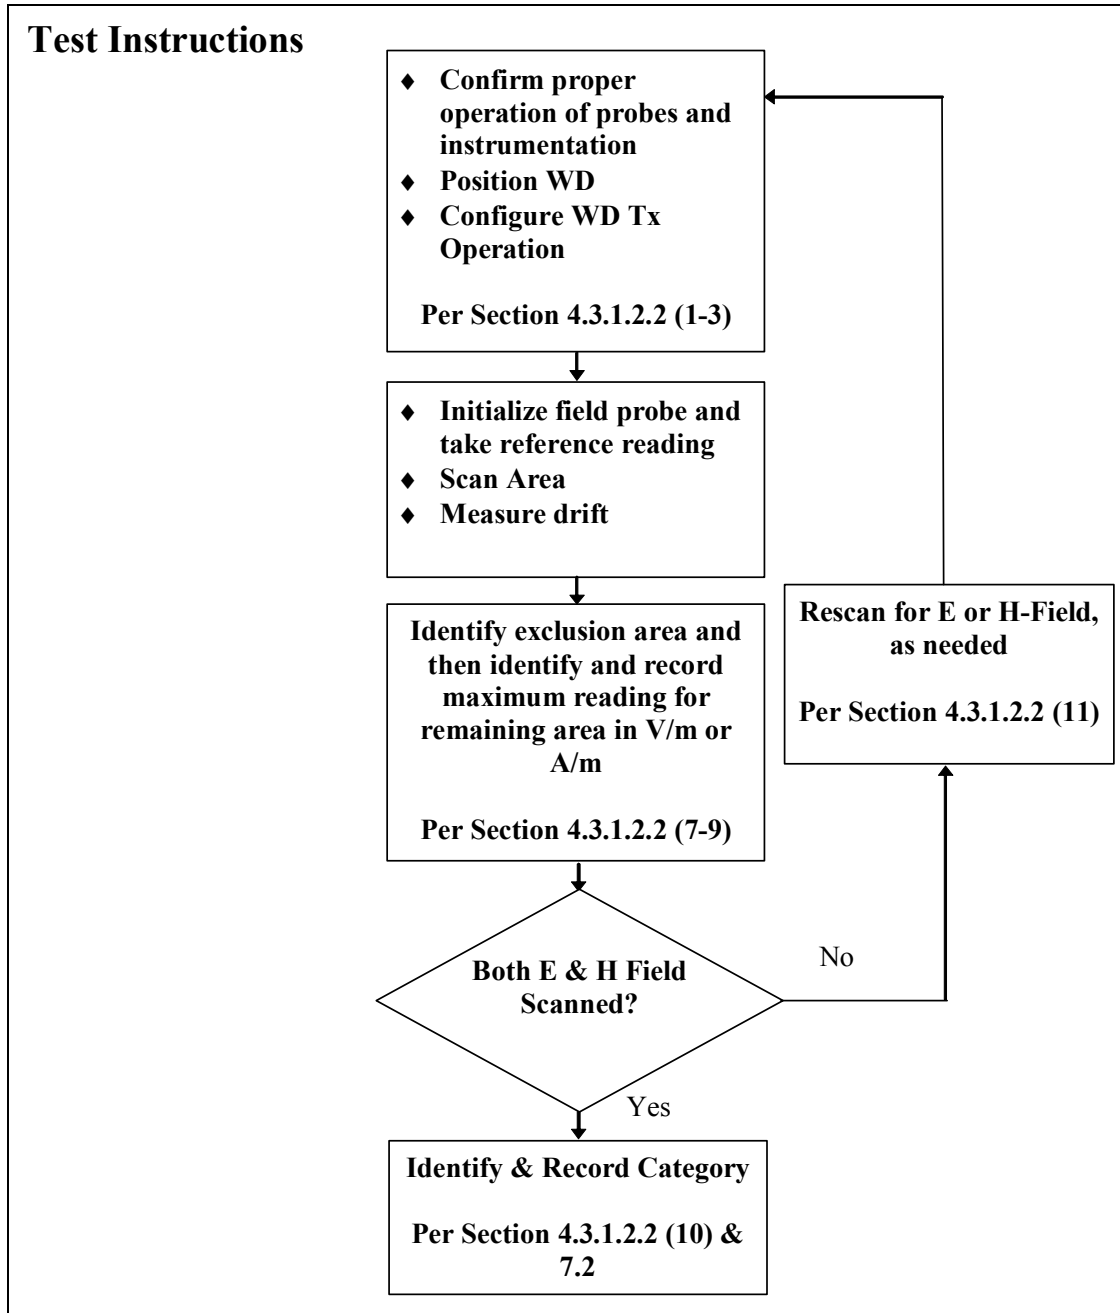 Test Instructions
♦ Confirm proper
operation of probes and
instrumentation
♦ Position WD
♦ Configure WD Tx
Operation
Per Section 4.3.1.2.2 (1-3)
♦ Initialize field probe and
take reference reading
♦ Scan Area
♦ Measure drift
Identify exclusion area and
then identify and record
maximum reading for
remaining area in V/m or
A/m
Per Section 4.3.1.2.2 (7-9)
Rescan for E or H-Field,
as needed
Per Section 4.3.1.2.2 (11)
Both E & H Field
Scanned?
No
Yes
Identify & Record Category
Per Section 4.3.1.2.2 (10) &
7.2